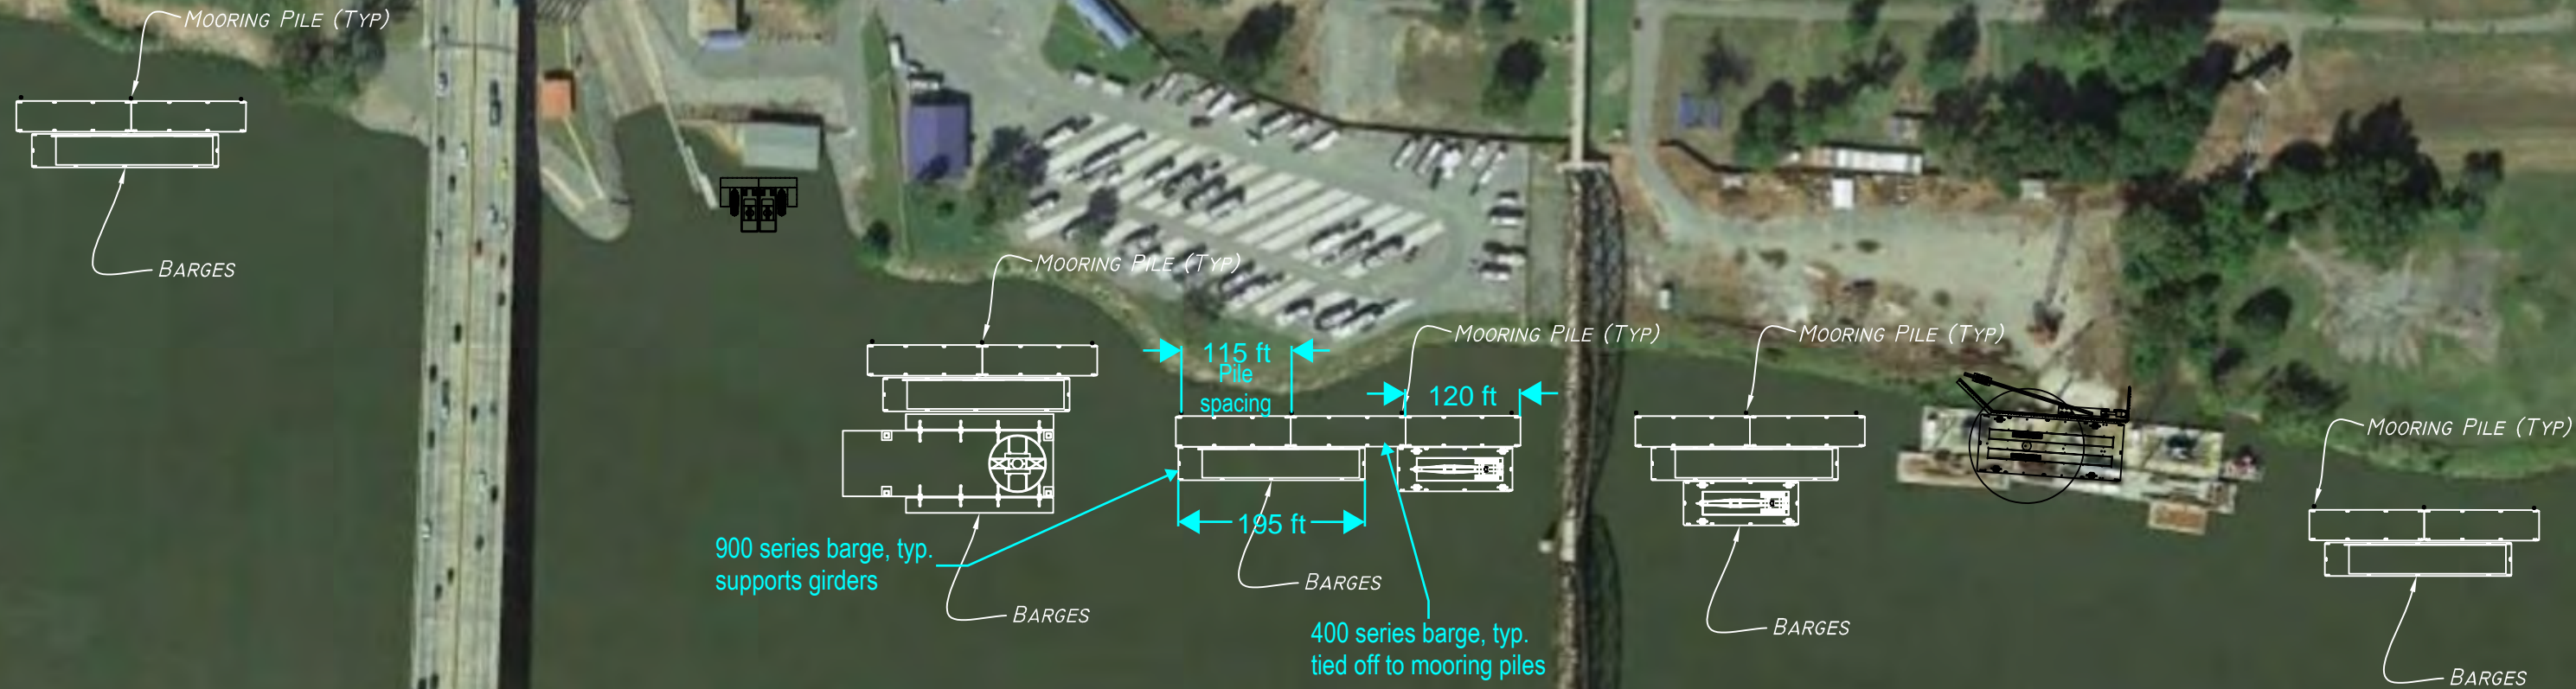 MOORING PILE (TYP)
BARGES
MOORING PILE (TYP)
115 ft
Pile
spacing
MOORING PILE (TYP)
120 ft
MOORING PILE (TYP)
MOORING PILE (TYP)
195 ft
900 series barge, typ.
supports girders
BARGES
BARGES
400 series barge, typ.
tied off to mooring piles
BARGES
BARGES